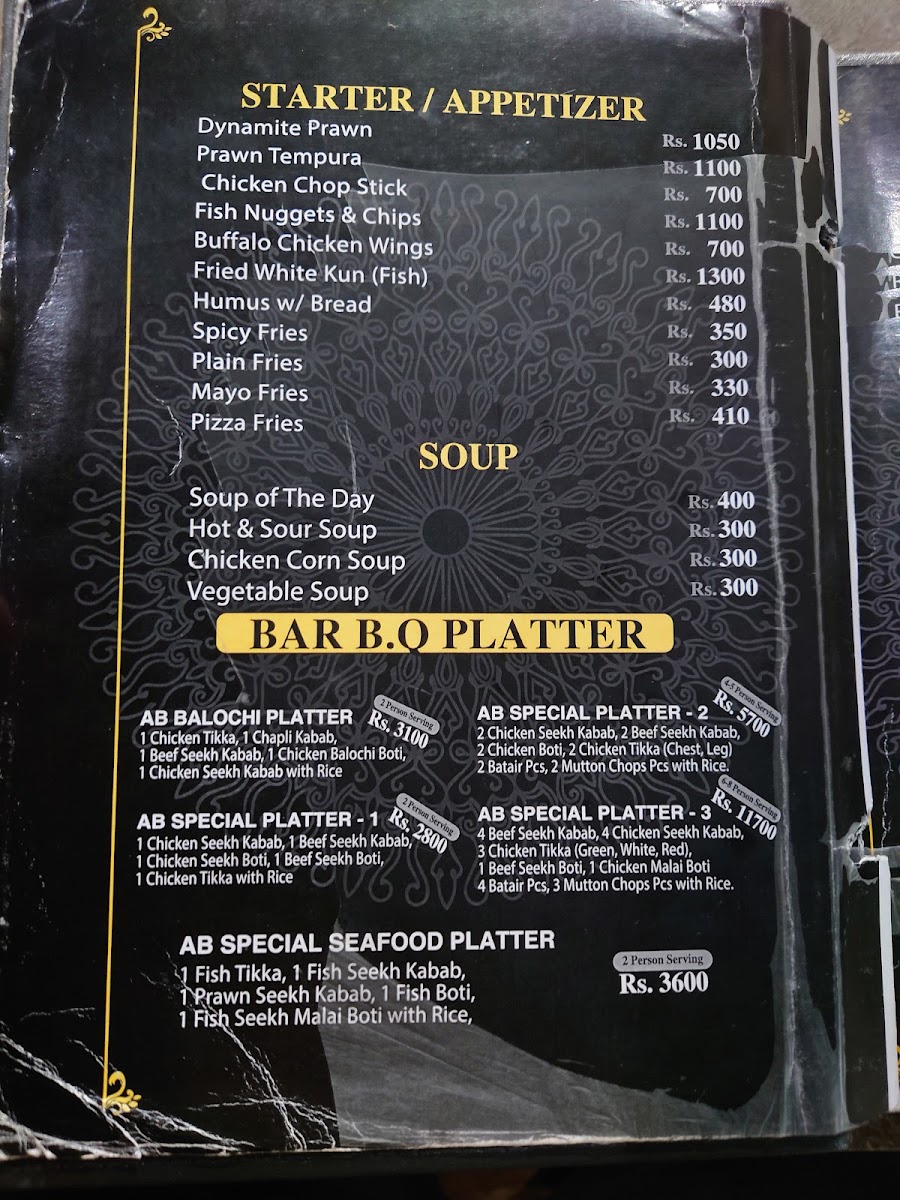 STARTER / APPETIZER
Dynamite Prawn Rs. 1050
Prawn Tempura Rs. 1100
Chicken Chop Stick Rs. 700
Fish Nuggets & Chips Rs. 1100
Buffalo Chicken Wings Rs. 700
Fried White Kun (Fish) Rs. 1300
Humus w/ Bread Rs. 480
Spicy Fries Rs. 350
Plain Fries Rs. 300
Mayo Fries Rs. 330
Pizza Fries Rs. 410
SOUP
Soup of The Day Rs. 400
Hot & Sour Soup Rs. 300
Chicken Corn Soup Rs. 300
Vegetable Soup Rs. 300
BAR B.Q PLATTER
AB BALOCHI PLATTER
2 Person Serving
Rs. 3100
1 Chicken Tikka, 1 Chapli Kabab,
1 Beef Seekh Kabab, 1 Chicken Balochi Boti,
1 Chicken Seekh Kabab with Rice
AB SPECIAL PLATTER - 2
4-5 Person Serving
Rs. 5700
2 Chicken Seekh Kabab, 2 Beef Seekh Kabab,
2 Chicken Boti, 2 Chicken Tikka (Chest, Leg)
2 Batair Pcs, 2 Mutton Chops Pcs with Rice.
AB SPECIAL PLATTER - 1
2 Person Serving
Rs. 2800
1 Chicken Seekh Kabab, 1 Beef Seekh Kabab,
1 Chicken Seekh Boti, 1 Beef Seekh Boti,
1 Chicken Tikka with Rice
AB SPECIAL PLATTER - 3
6-8 Person Serving
Rs. 11700
4 Beef Seekh Kabab, 4 Chicken Seekh Kabab,
3 Chicken Tikka (Green, White, Red),
1 Beef Seekh Boti, 1 Chicken Malai Boti
4 Batair Pcs, 3 Mutton Chops Pcs with Rice.
AB SPECIAL SEAFOOD PLATTER
2 Person Serving
Rs. 3600
1 Fish Tikka, 1 Fish Seekh Kabab,
1 Prawn Seekh Kabab, 1 Fish Boti,
1 Fish Seekh Malai Boti with Rice,